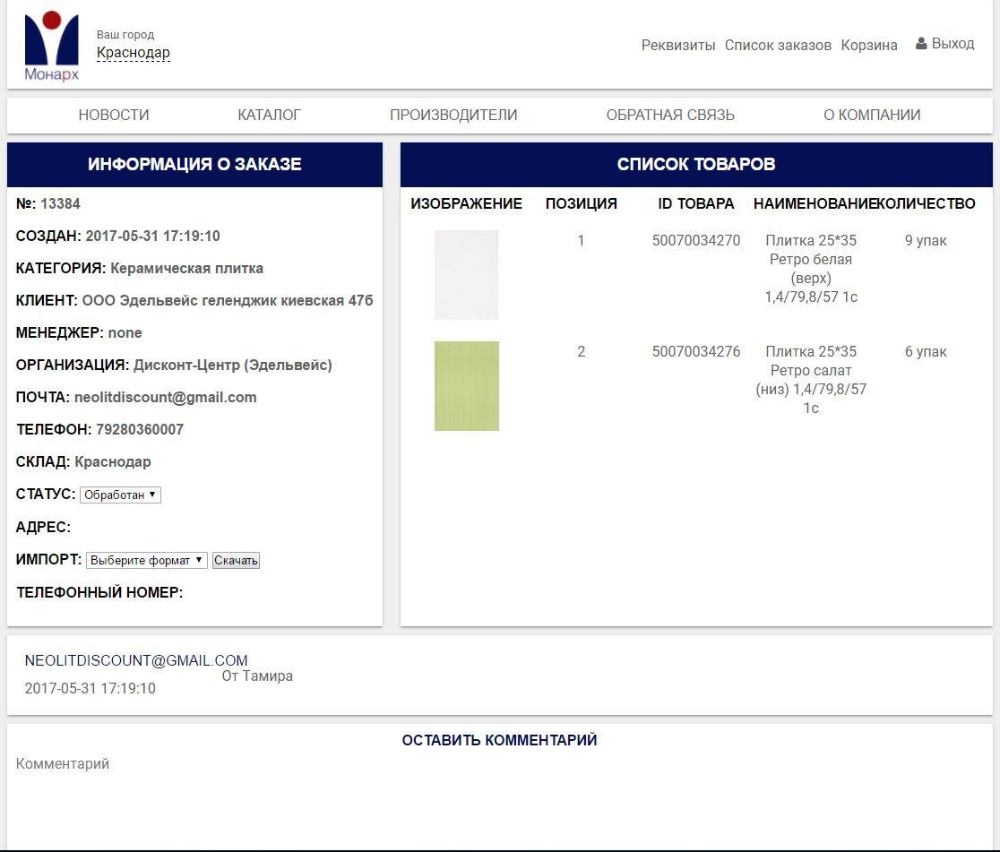 Монарх
Ваш город
Краснодар
Реквизиты Список заказов Корзина Выход
НОВОСТИ КАТАЛОГ ПРОИЗВОДИТЕЛИ ОБРАТНАЯ СВЯЗЬ О КОМПАНИИ
ИНФОРМАЦИЯ О ЗАКАЗЕ
№: 13384
СОЗДАН: 2017-05-31 17:19:10
КАТЕГОРИЯ: Керамическая плитка
КЛИЕНТ: ООО Эдельвейс геленджик киевская 47б
МЕНЕДЖЕР: none
ОРГАНИЗАЦИЯ: Дисконт-Центр (Эдельвейс)
ПОЧТА: neolitdiscount@gmail.com
ТЕЛЕФОН: 79280360007
СКЛАД: Краснодар
СТАТУС: Обработан
АДРЕС:
ИМПОРТ: Выберите формат Скачать
ТЕЛЕФОННЫЙ НОМЕР:
СПИСОК ТОВАРОВ
ИЗОБРАЖЕНИЕ ПОЗИЦИЯ ID ТОВАРА НАИМЕНОВАНИЕ КОЛИЧЕСТВО
1 50070034270 Плитка 25*35 9 упак
Ретро белая
(верх)
1,4/79,8/57 1с
2 50070034276 Плитка 25*35 6 упак
Ретро салат
(низ) 1,4/79,8/57
1с
NEOLITDISCOUNT@GMAIL.COM
От Тамира
2017-05-31 17:19:10
ОСТАВИТЬ КОММЕНТАРИЙ
Комментарий